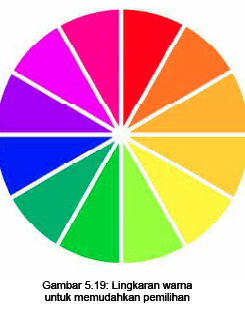 Gambar 5.19: Lingkaran warna
untuk memudahkan pemilihan